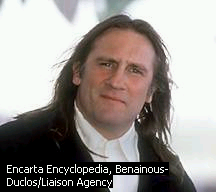 Encarta Encyclopedia, Benainous-
Duclos/Liaison Agency